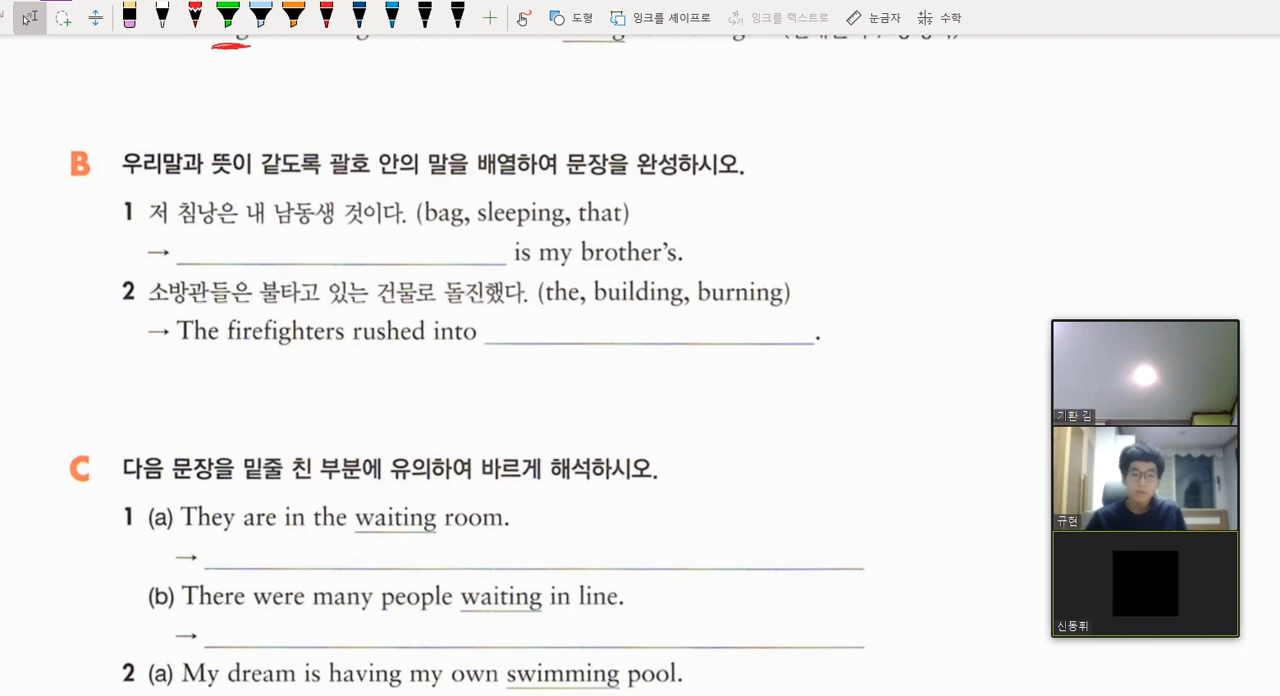 도형 잉크를 셰이프로 잉크를 텍스트로 눈금자 수학
B 우리말과 뜻이 같도록 괄호 안의 말을 배열하여 문장을 완성하시오.
1 저 침낭은 내 남동생 것이다. (bag, sleeping, that)
→ is my brother's.
2 소방관들은 불타고 있는 건물로 돌진했다. (the, building, burning)
→ The firefighters rushed into .
C 다음 문장을 밑줄 친 부분에 유의하여 바르게 해석하시오.
1 (a) They are in the waiting room.
→
(b) There were many people waiting in line.
→
2 (a) My dream is having my own swimming pool.
기환 김
규현
신동휘